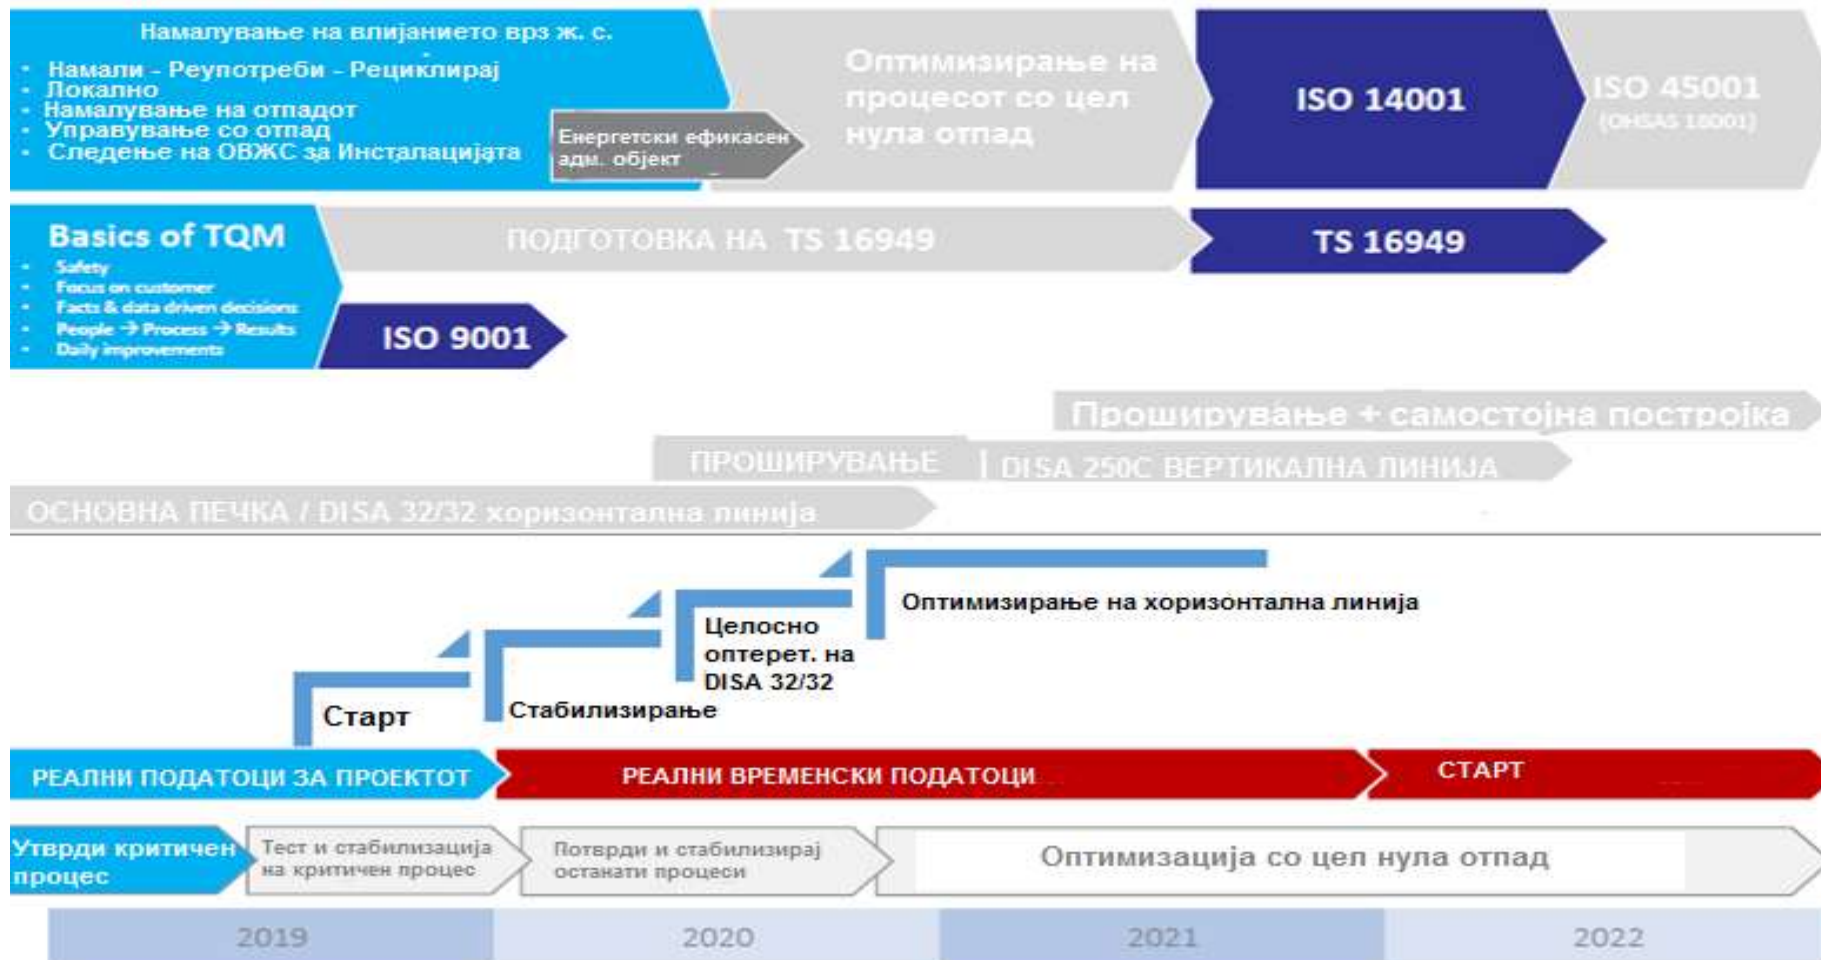 Намалување на влијанието врз ж. с.
• Намали - Реупотреби - Рециклирај
• Локално
• Намалување на отпадот
• Управување со отпад
• Следење на ОВЖС за Инсталацијата
Енергетски ефикасен
адм. објект
Оптимизирање на
процесот со цел
нула отпад
ISO 14001
ISO 45001
(OHSAS 18001)
Basics of TQM
• Safety
• Focus on customer
• Facts & data driven decisions
• People → Process → Results
• Daily improvements
ПОДГОТОВКА НА TS 16949
TS 16949
ISO 9001
Проширување + самостојна постројка
ПРОШИРУВАЊЕ | DISA 250C ВЕРТИКАЛНА ЛИНИЈА
ОСНОВНА ПЕЧКА / DISA 32/32 хоризонтална линија
Оптимизирање на хоризонтална линија
Целосно
оптерет. на
DISA 32/32
Стабилизирање
Старт
РЕАЛНИ ПОДАТОЦИ ЗА ПРОЕКТОТ
РЕАЛНИ ВРЕМЕНСКИ ПОДАТОЦИ
СТАРТ
Утврди критичен
процес
Тест и стабилизација
на критичен процес
Потврди и стабилизирај
останати процеси
Оптимизација со цел нула отпад
2019
2020
2021
2022